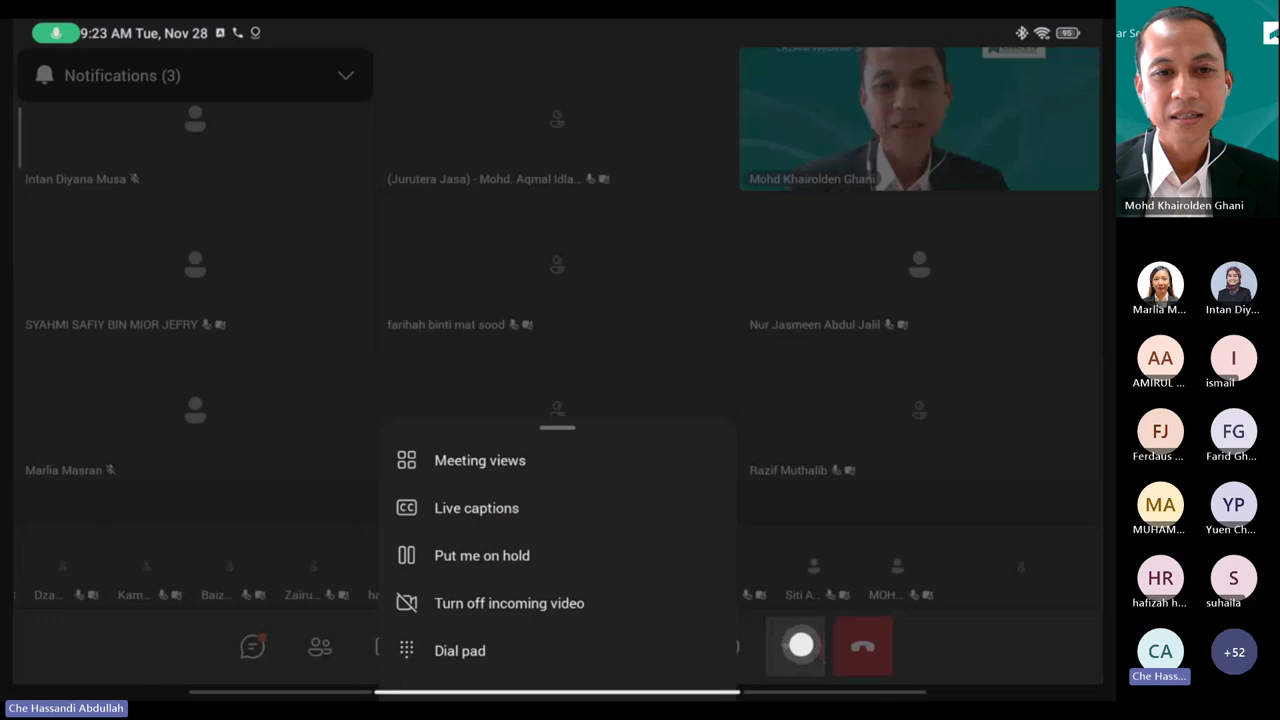 9:23 AM Tue, Nov 28
95
Notifications (3)
Intan Diyana Musa
(Jurutera Jasa) - Mohd. Aqmal Idla...
Mohd Khairolden Ghani
SYAHMI SAFIY BIN MIOR JEFRY
farihah binti mat sood
Nur Jasmeen Abdul Jalil
Marlia Masran
Razif Muthalib
Meeting views
CC Live captions
Put me on hold
Turn off incoming video
Dial pad
Dza...
Kam...
Baiz...
Zairu...
Siti A...
MOH...
Che Hassandi Abdullah
ar Se
Mohd Khairolden Ghani
Marlia M...
Intan Diy...
AA
AMIRUL ...
I
ismail
FJ
Ferdaus ...
FG
Farid Gh...
MA
MUHAM...
YP
Yuen Ch...
HR
hafizah h...
S
suhaila
CA
Che Hass...
+52